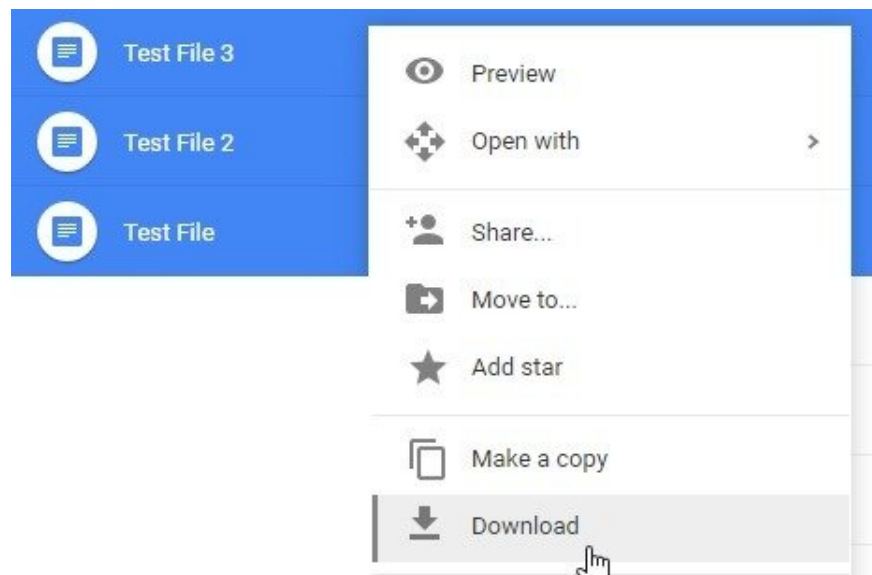 Test File 3
Test File 2
Test File
Preview
Open with
Share...
Move to...
Add star
Make a copy
Download